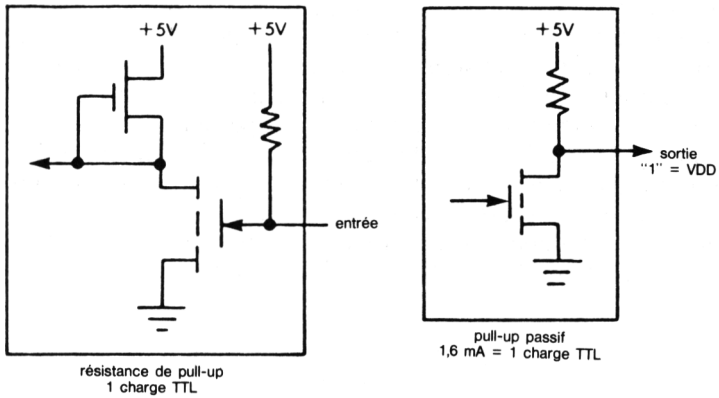 +5V
+5V
entrée
résistance de pull-up
1 charge TTL
+5V
sortie
"1" = VDD
pull-up passif
1,6 mA = 1 charge TTL